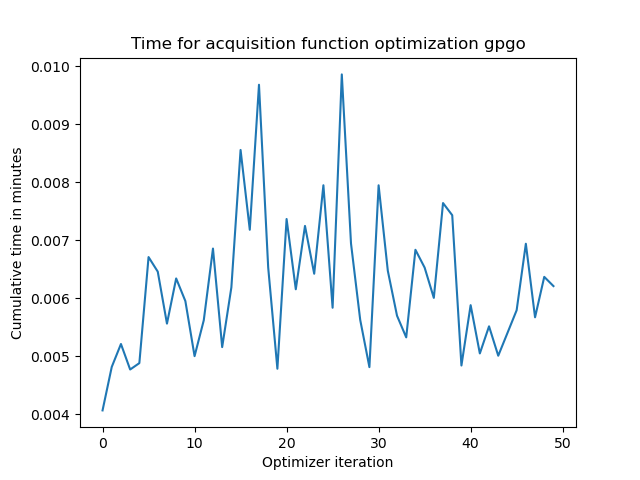 Time for acquisition function optimization gpgo
Cumulative time in minutes
0.010
0.009
0.008
0.007
0.006
0.005
0.004
0 10 20 30 40 50
Optimizer iteration